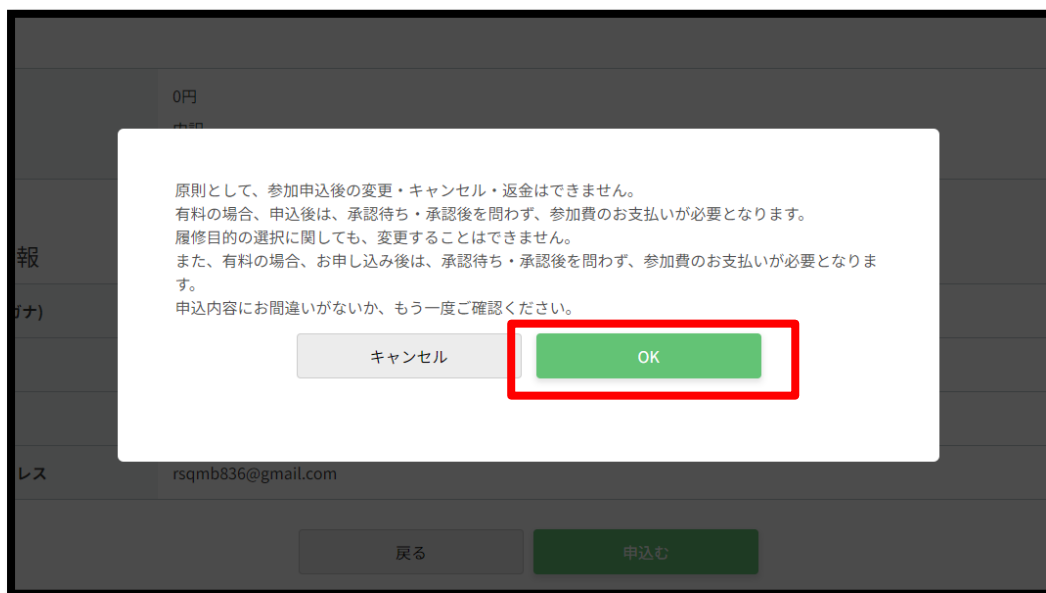 0円
内訳
原則として、参加申込後の変更・キャンセル・返金はできません。
有料の場合、申込後は、承認待ち・承認後を問わず、参加費のお支払いが必要となります。
履修目的の選択に関しても、変更することはできません。
また、有料の場合、お申し込み後は、承認待ち・承認後を問わず、参加費のお支払いが必要となりま
す。
申込内容にお間違いがないか、もう一度ご確認ください。
報
ガナ)
キャンセル
OK
レス
rsqmb836@gmail.com
戻る
申込む